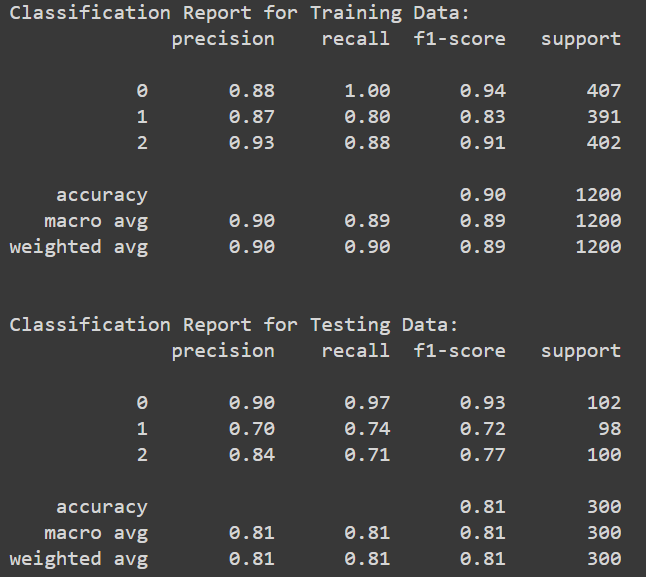 Classification Report for Training Data:
precision recall f1-score support
0 0.88 1.00 0.94 407
1 0.87 0.80 0.83 391
2 0.93 0.88 0.91 402
accuracy 0.90 1200
macro avg 0.90 0.89 0.89 1200
weighted avg 0.90 0.90 0.89 1200
Classification Report for Testing Data:
precision recall f1-score support
0 0.90 0.97 0.93 102
1 0.70 0.74 0.72 98
2 0.84 0.71 0.77 100
accuracy 0.81 300
macro avg 0.81 0.81 0.81 300
weighted avg 0.81 0.81 0.81 300